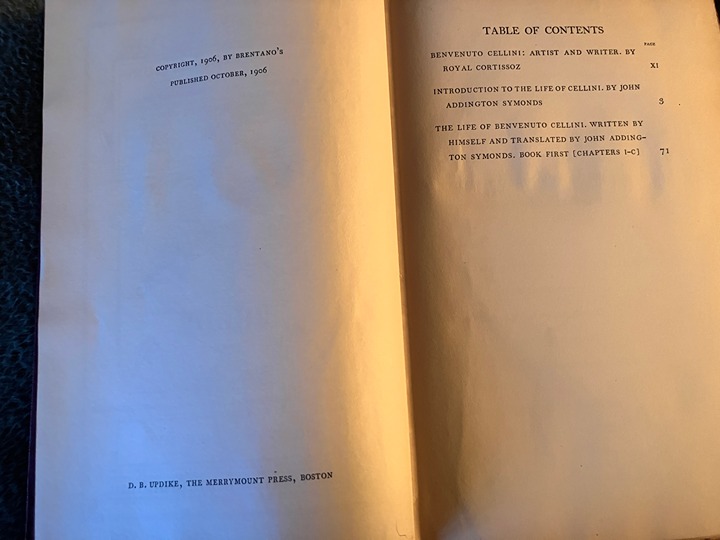 COPYRIGHT, 1906, BY BRENTANO'S
PUBLISHED OCTOBER, 1906
D. B. UPDIKE, THE MERRYMOUNT PRESS, BOSTON
TABLE OF CONTENTS
PAGE
BENVENUTO CELLINI: ARTIST AND WRITER. BY
ROYAL CORTISSOZ XI
INTRODUCTION TO THE LIFE OF CELLINI. BY JOHN
ADDINGTON SYMONDS 3
THE LIFE OF BENVENUTO CELLINI. WRITTEN BY
HIMSELF AND TRANSLATED BY JOHN ADDING-
TON SYMONDS. BOOK FIRST [CHAPTERS I-C] 71